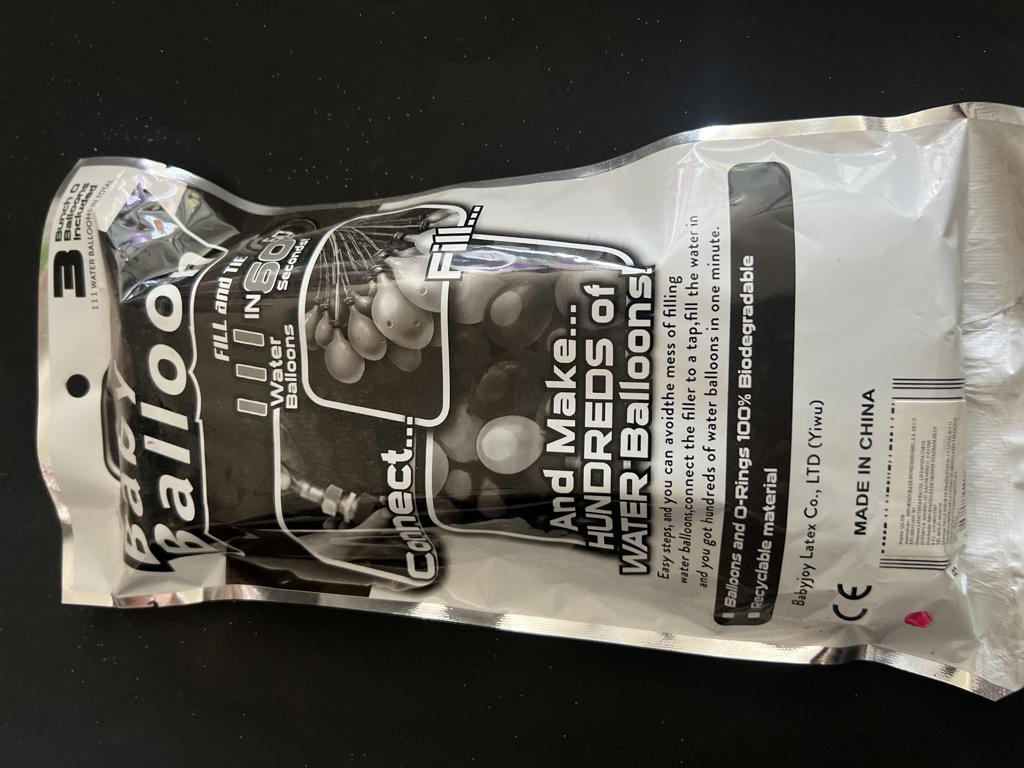 3
Bunch O
Balloons
Included
111 WATER BALLOONS IN TOTAL
Baby
Balloon
FILL and TIE
111 IN 60
Water
Balloons
Seconds!
Connect...
Fill...
And Make...
HUNDREDS of
WATER Balloons!
Easy steps, and you can avoidthe mess of filling
water balloons,connect the filler to a tap,fill the water in
and you got hundreds of water balloons in one minute.
Balloons and O-Rings 100% Biodegradable
Recyclable material
Babyjoy Latex Co., LTD (Yiwu)
CE MADE IN CHINA